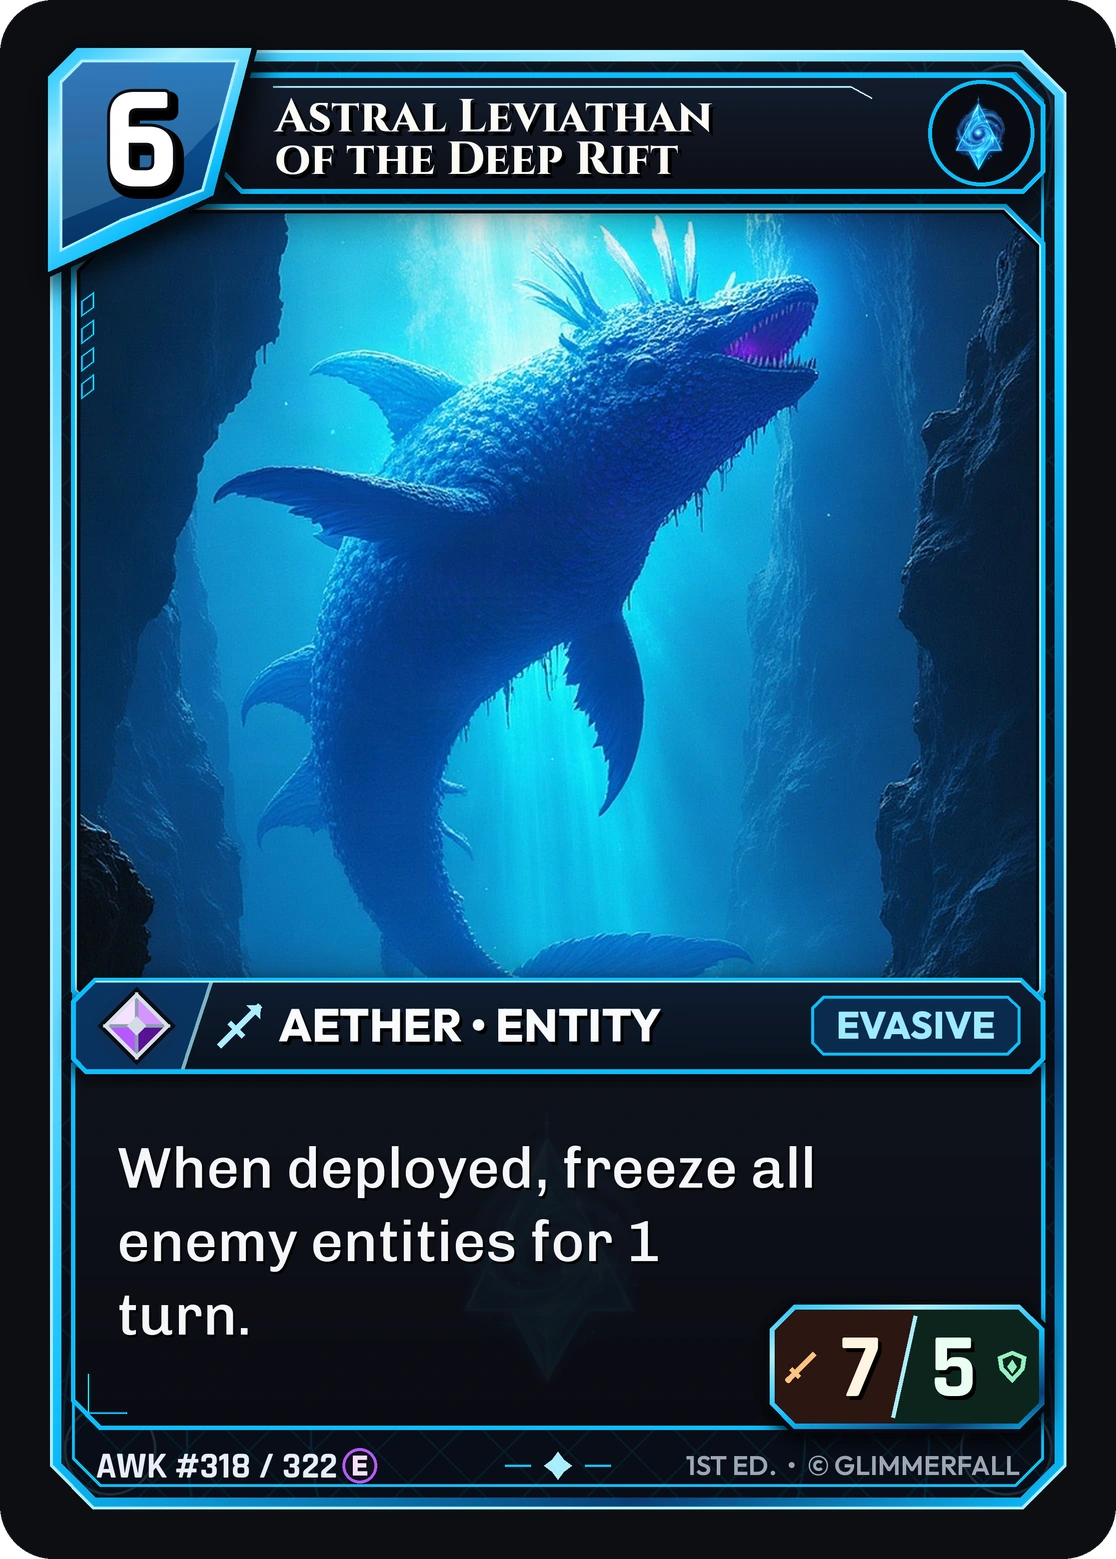 6
Astral Leviathan
of the Deep Rift
AETHER • ENTITY
EVASIVE
When deployed, freeze all
enemy entities for 1
turn.
7 / 5
AWK #318 / 322 E
1ST ED. • © GLIMMERFALL